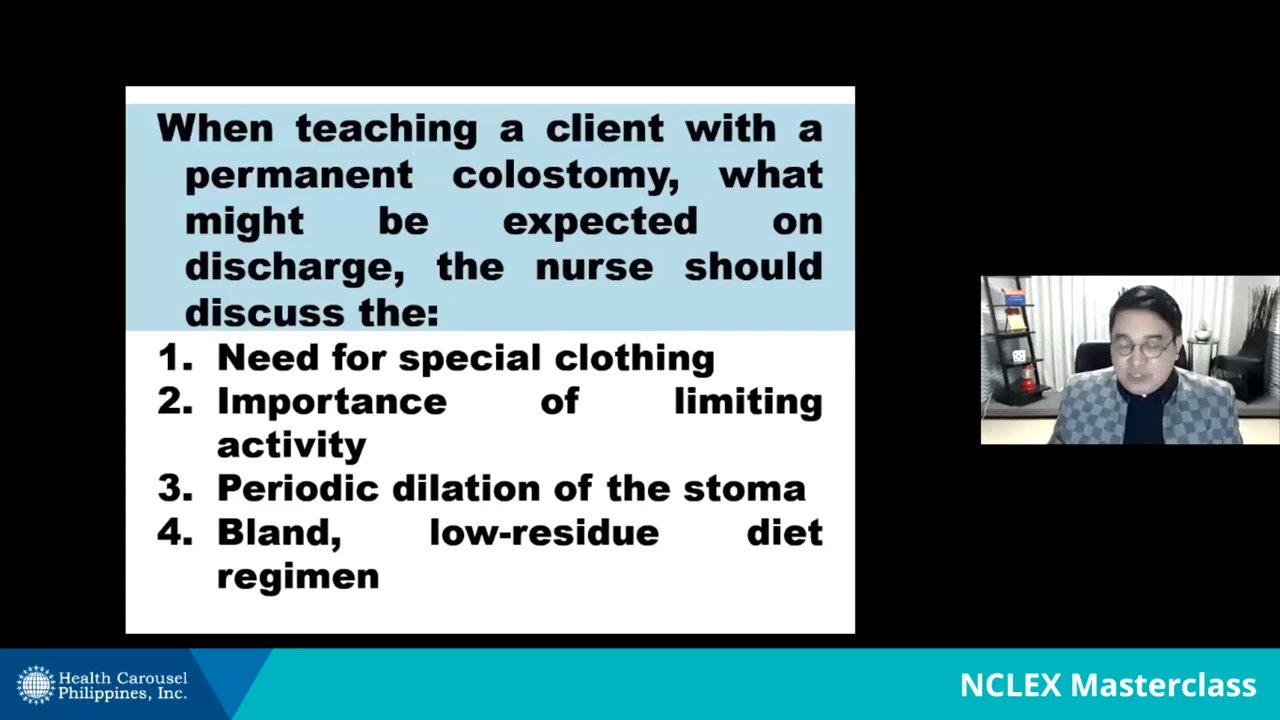 When teaching a client with a
permanent colostomy, what
might be expected on
discharge, the nurse should
discuss the:
1. Need for special clothing
2. Importance of limiting
activity
3. Periodic dilation of the stoma
4. Bland, low-residue diet
regimen
Health Carousel
Philippines, Inc.
NCLEX Masterclass